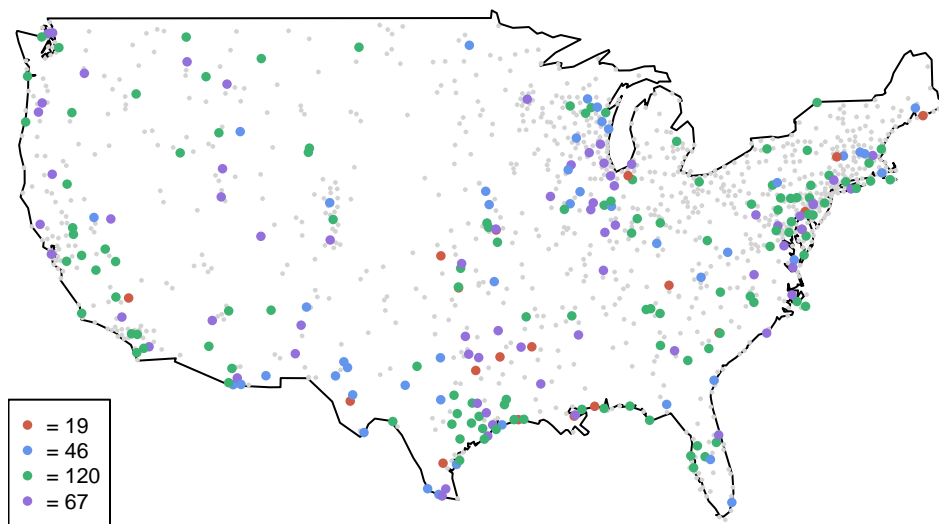 = 19
= 46
= 120
= 67